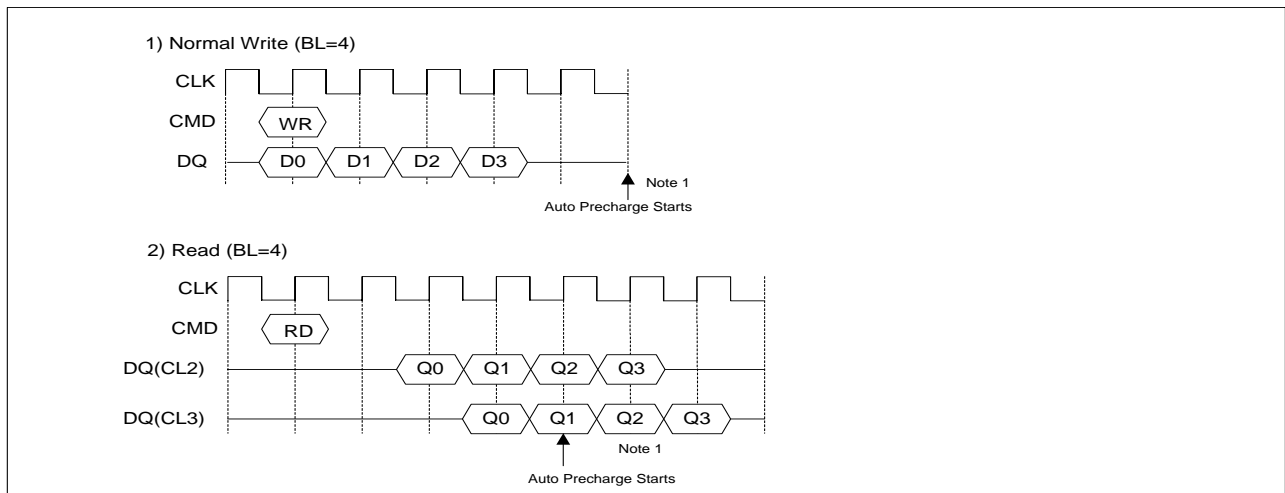 1) Normal Write (BL=4)
CLK
CMD
WR
DQ
D0 D1 D2 D3
Note 1
Auto Precharge Starts
2) Read (BL=4)
CLK
CMD
RD
DQ(CL2)
Q0 Q1 Q2 Q3
DQ(CL3)
Q0 Q1 Q2 Q3
Note 1
Auto Precharge Starts